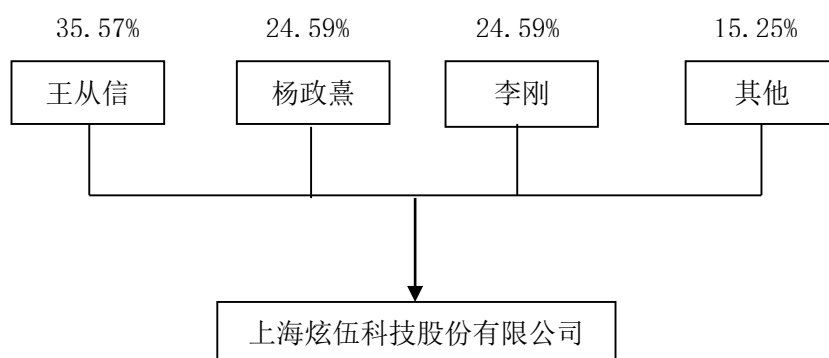 35.57% 24.59% 24.59% 15.25%
王从信 杨政熹 李刚 其他
上海炫伍科技股份有限公司